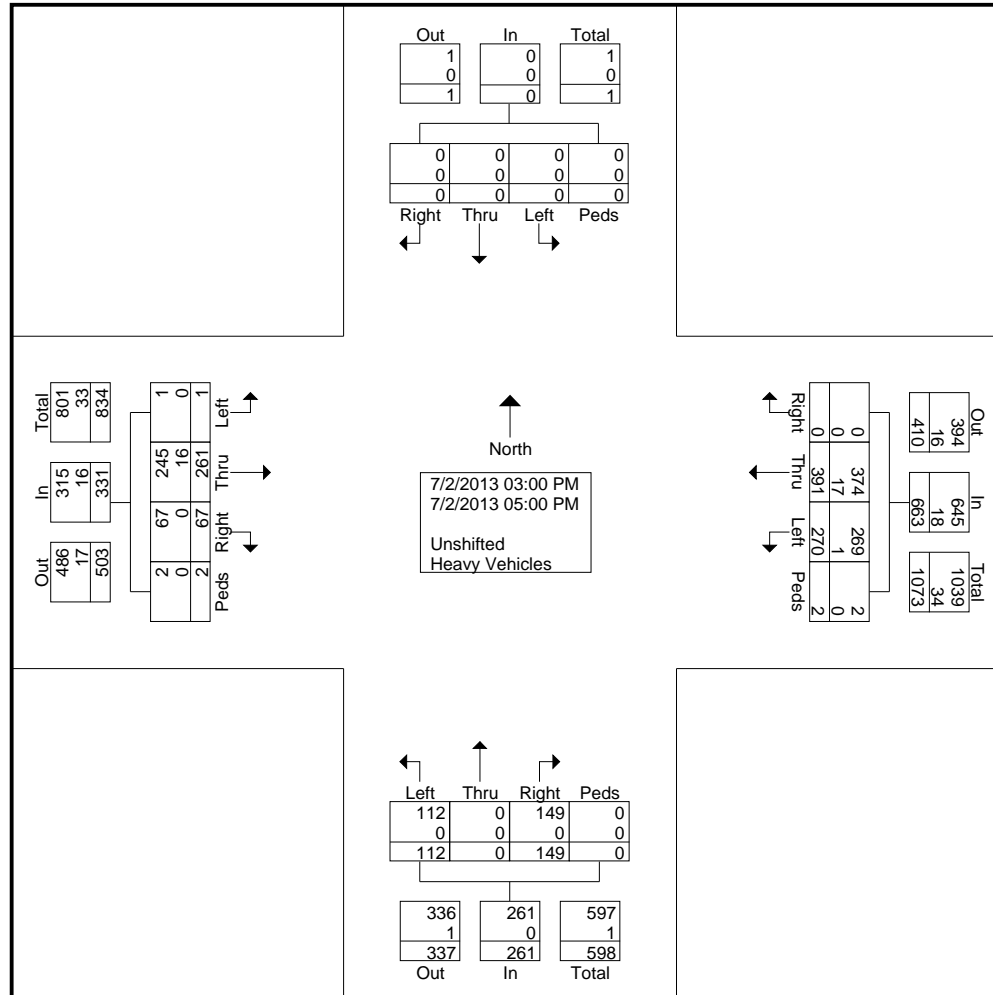 Out In Total
1 0 1
0 0 0
1 0 1
0 0 0 0
0 0 0 0
0 0 0 0
Right Thru Left Peds
Total
801
33
834
In
315
16
331
Out
486
17
503
1 0 1 Left
245 16 261 Thru
67 0 67 Right
2 0 2 Peds
North
7/2/2013 03:00 PM
7/2/2013 05:00 PM
Unshifted
Heavy Vehicles
Right 0 0 0
Thru 391 17 374
Left 270 1 269
Peds 2 0 2
Out
394
16
410
In
645
18
663
Total
1039
34
1073
Left Thru Right Peds
112 0 149 0
0 0 0 0
112 0 149 0
336 261 597
1 0 1
337 261 598
Out In Total